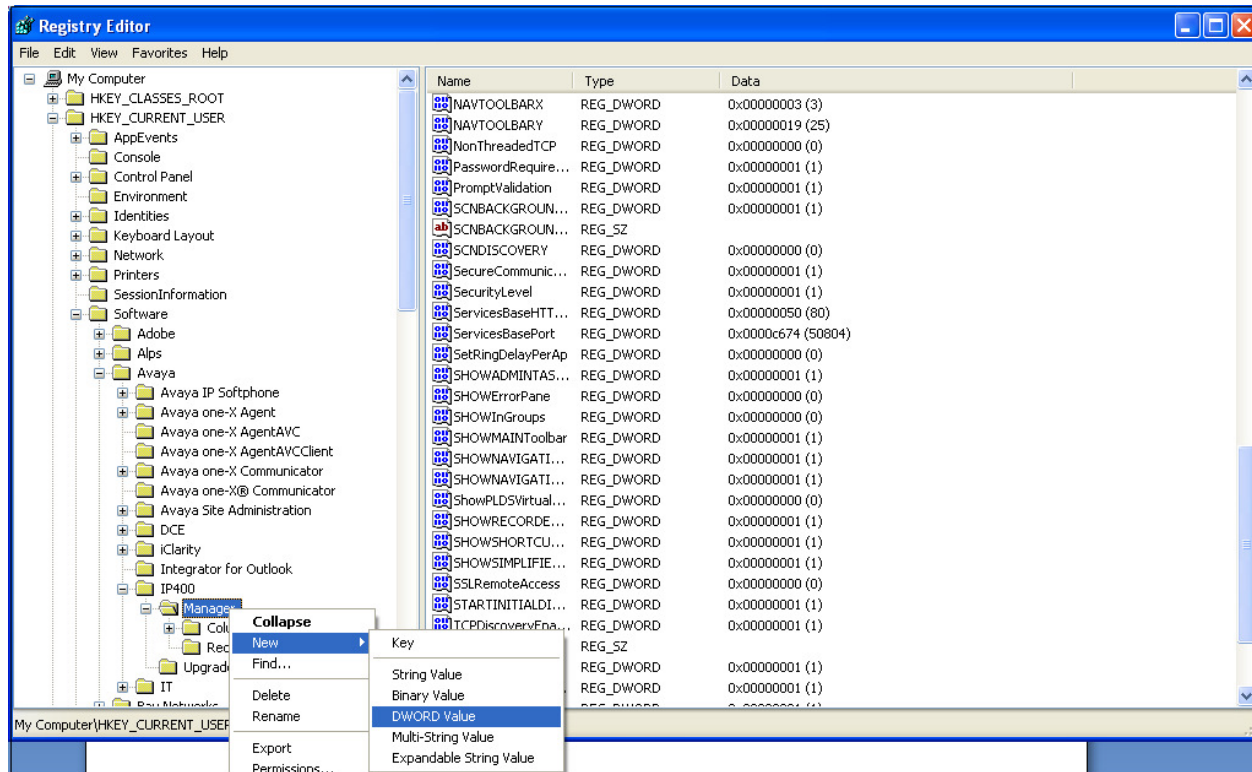 Registry Editor
File Edit View Favorites Help
My Computer
HKEY_CLASSES_ROOT
HKEY_CURRENT_USER
AppEvents
Console
Control Panel
Environment
Identities
Keyboard Layout
Network
Printers
SessionInformation
Software
Adobe
Alps
Avaya
Avaya IP Softphone
Avaya one-X Agent
Avaya one-X AgentAVC
Avaya one-X AgentAVCClient
Avaya one-X Communicator
Avaya one-X® Communicator
Avaya Site Administration
DCE
iClarity
Integrator for Outlook
IP400
Manager
Colu
Rec
Upgrad
IT
Bay Networks
Name Type Data
NAVTOOLBARX REG_DWORD 0x00000003 (3)
NAVTOOLBARY REG_DWORD 0x00000019 (25)
NonThreadedTCP REG_DWORD 0x00000000 (0)
PasswordRequire... REG_DWORD 0x00000001 (1)
PromptValidation REG_DWORD 0x00000001 (1)
SCNBACKGROUN... REG_DWORD 0x00000001 (1)
SCNBACKGROUN... REG_SZ
SCNDISCOVERY REG_DWORD 0x00000000 (0)
SecureCommunic... REG_DWORD 0x00000001 (1)
SecurityLevel REG_DWORD 0x00000001 (1)
ServicesBaseHTT... REG_DWORD 0x00000050 (80)
ServicesBasePort REG_DWORD 0x0000c674 (50804)
SetRingDelayPerAp REG_DWORD 0x00000000 (0)
SHOWADMINTAS... REG_DWORD 0x00000001 (1)
SHOWErrorPane REG_DWORD 0x00000000 (0)
SHOWInGroups REG_DWORD 0x00000000 (0)
SHOWMAINToolbar REG_DWORD 0x00000001 (1)
SHOWNAVIGATI... REG_DWORD 0x00000001 (1)
SHOWNAVIGATI... REG_DWORD 0x00000001 (1)
ShowPLDSVirtual... REG_DWORD 0x00000000 (0)
SHOWRECORDE... REG_DWORD 0x00000001 (1)
SHOWSHORTCU... REG_DWORD 0x00000001 (1)
SHOWSIMPLIFIE... REG_DWORD 0x00000001 (1)
SSLRemoteAccess REG_DWORD 0x00000000 (0)
STARTINITIALDI... REG_DWORD 0x00000001 (1)
TCPDiscoveryEna... REG_DWORD 0x00000001 (1)
REG_SZ
REG_DWORD 0x00000001 (1)
REG_DWORD 0x00000001 (1)
Collapse
New
Find...
Delete
Rename
Export
Permissions...
Key
String Value
Binary Value
DWORD Value
Multi-String Value
Expandable String Value
My Computer\HKEY_CURRENT_USER